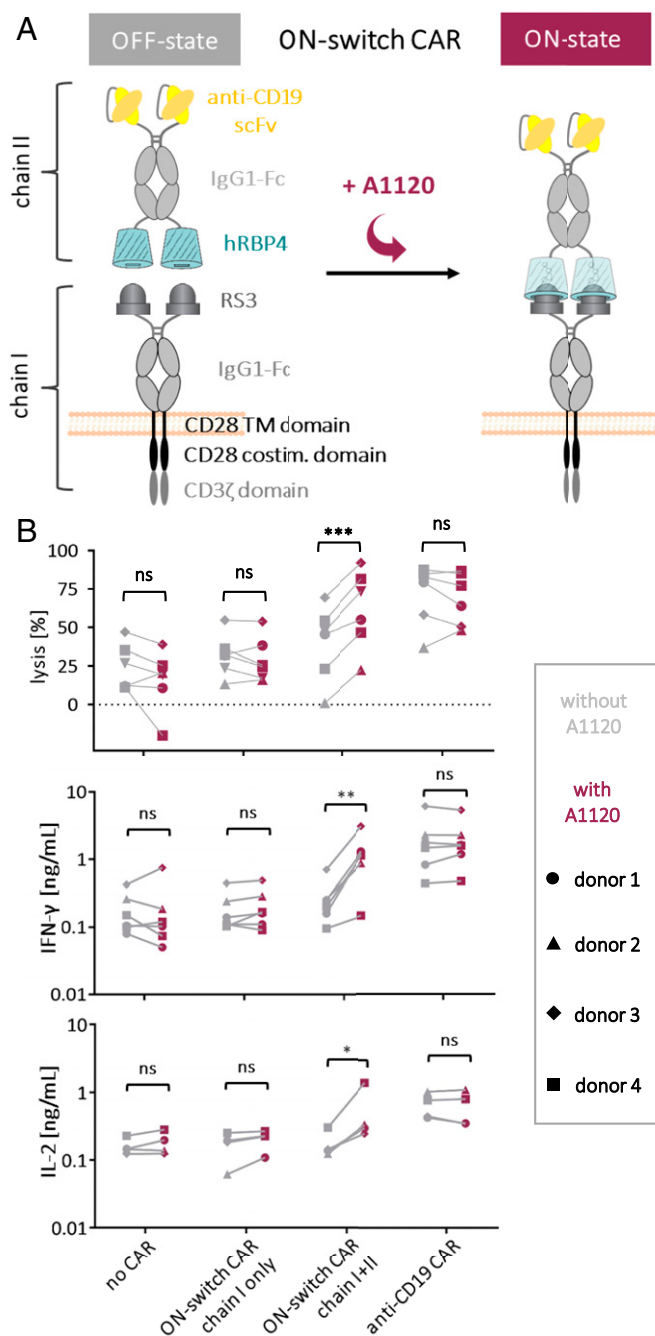 A
OFF-state
ON-switch CAR
ON-state
chain II
anti-CD19
scFv
IgG1-Fc
hRBP4
+ A1120
chain I
RS3
IgG1-Fc
CD28 TM domain
CD28 costim. domain
CD3ζ domain
B
lysis [%]
100
75
50
25
0
ns
ns
***
ns
IFN-γ [ng/mL]
10
1
0.1
0.01
ns
ns
**
ns
IL-2 [ng/mL]
10
1
0.1
0.01
ns
ns
*
ns
no CAR
ON-switch CAR
chain I only
ON-switch CAR
chain I+II
anti-CD19 CAR
without
A1120
with
A1120
donor 1
donor 2
donor 3
donor 4